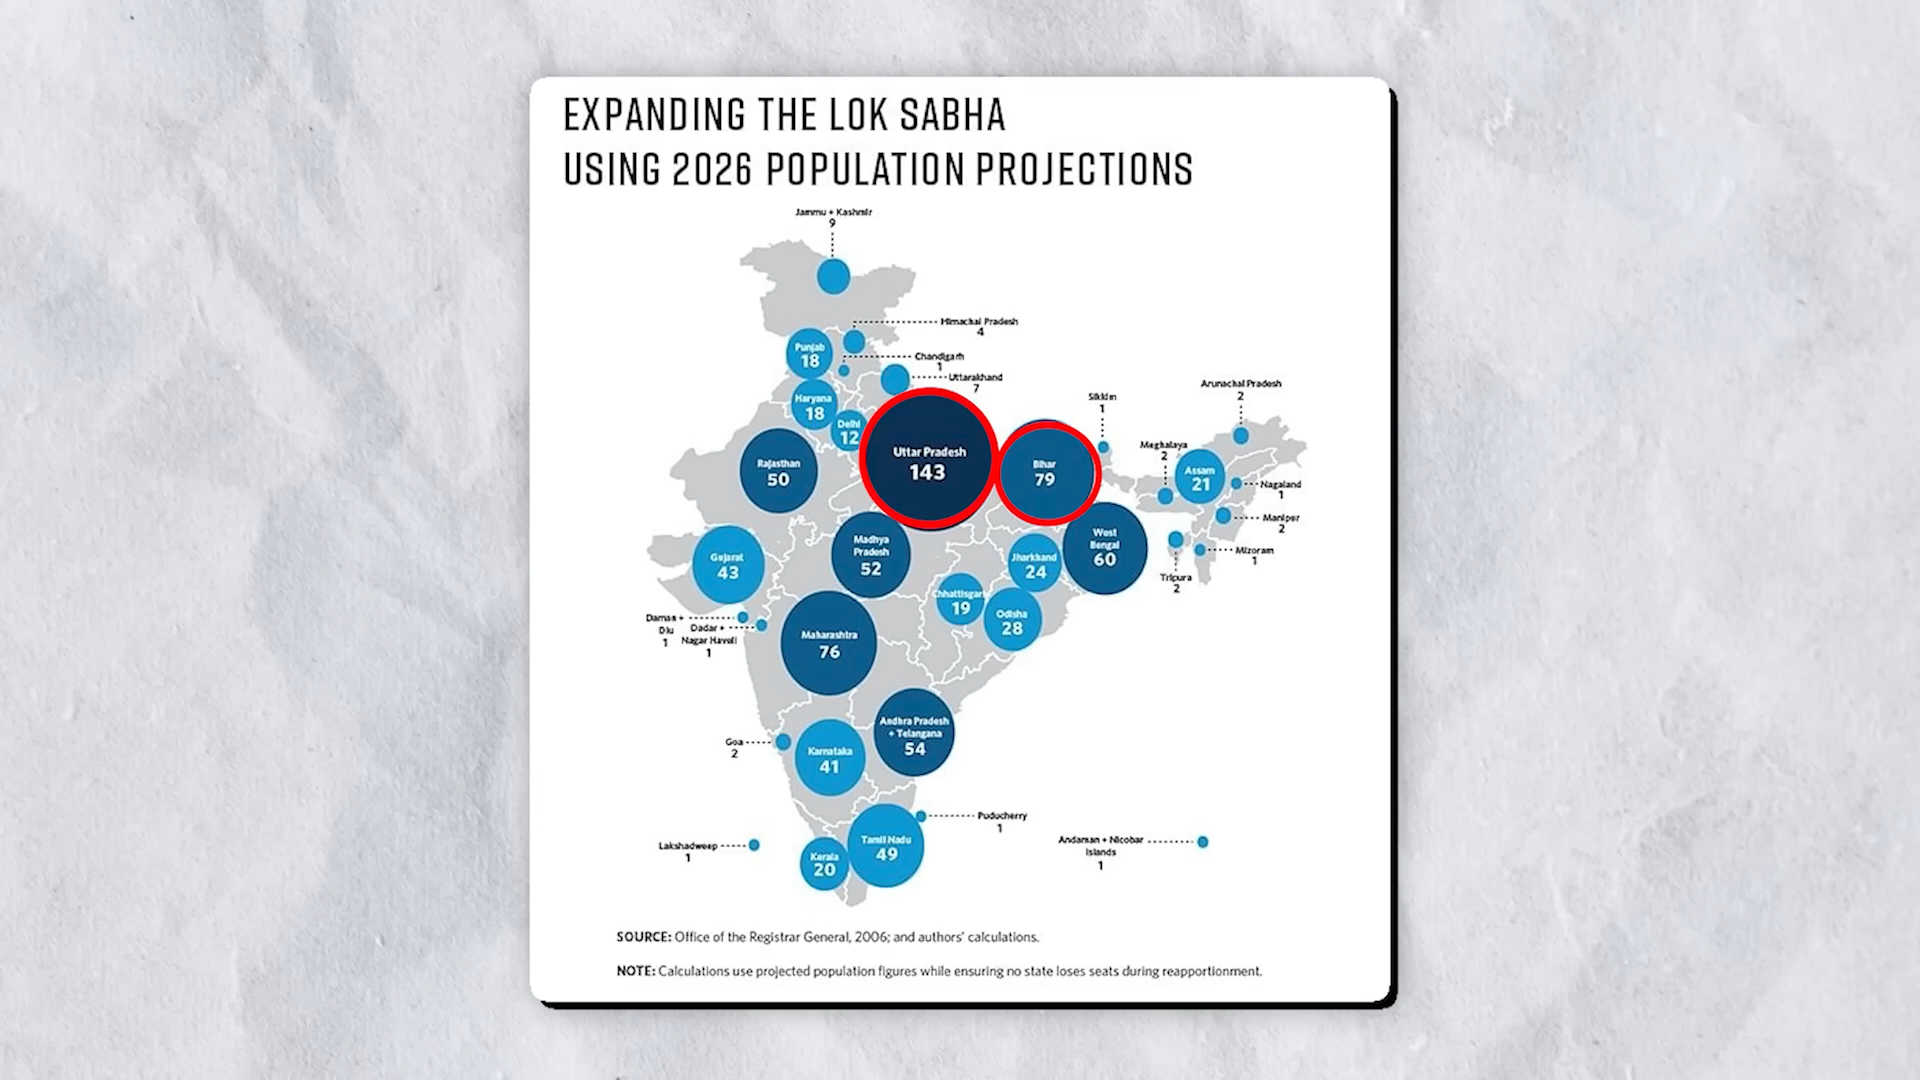 EXPANDING THE LOK SABHA
USING 2026 POPULATION PROJECTIONS
Jammu + Kashmir
9
Himachal Pradesh
4
Punjab
18
Chandigarh
1
Uttarakhand
7
Haryana
18
Delhi
12
Uttar Pradesh
143
Bihar
79
Sikkim
1
Arunachal Pradesh
2
Meghalaya
2
Assam
21
Nagaland
1
Manipur
2
Mizoram
1
Tripura
2
Rajasthan
50
Gujarat
43
Madhya
Pradesh
52
Jharkhand
24
West
Bengal
60
Chhattisgarh
19
Odisha
28
Daman +
Diu
1
Dadar +
Nagar Haveli
1
Maharashtra
76
Andhra Pradesh
+ Telangana
54
Goa
2
Karnataka
41
Puducherry
1
Lakshadweep
1
Kerala
20
Tamil Nadu
49
Andaman + Nicobar
Islands
1
SOURCE: Office of the Registrar General, 2006; and authors' calculations.
NOTE: Calculations use projected population figures while ensuring no state loses seats during reapportionment.